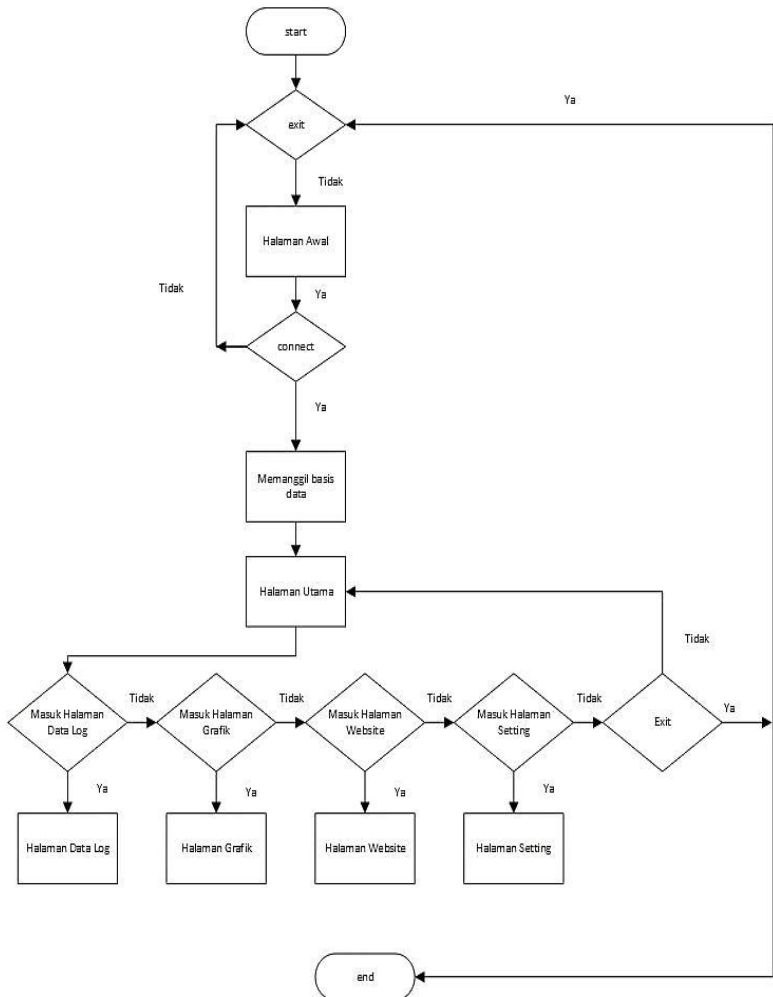 start
Ya
exit
Tidak
Halaman Awal
Tidak
Ya
connect
Ya
Memanggil basis
data
Halaman Utama
Tidak
Masuk Halaman
Data Log
Tidak
Masuk Halaman
Grafik
Tidak
Masuk Halaman
Website
Tidak
Masuk Halaman
Setting
Tidak
Exit
Ya
Ya
Ya
Ya
Ya
Halaman Data Log
Halaman Grafik
Halaman Website
Halaman Setting
end